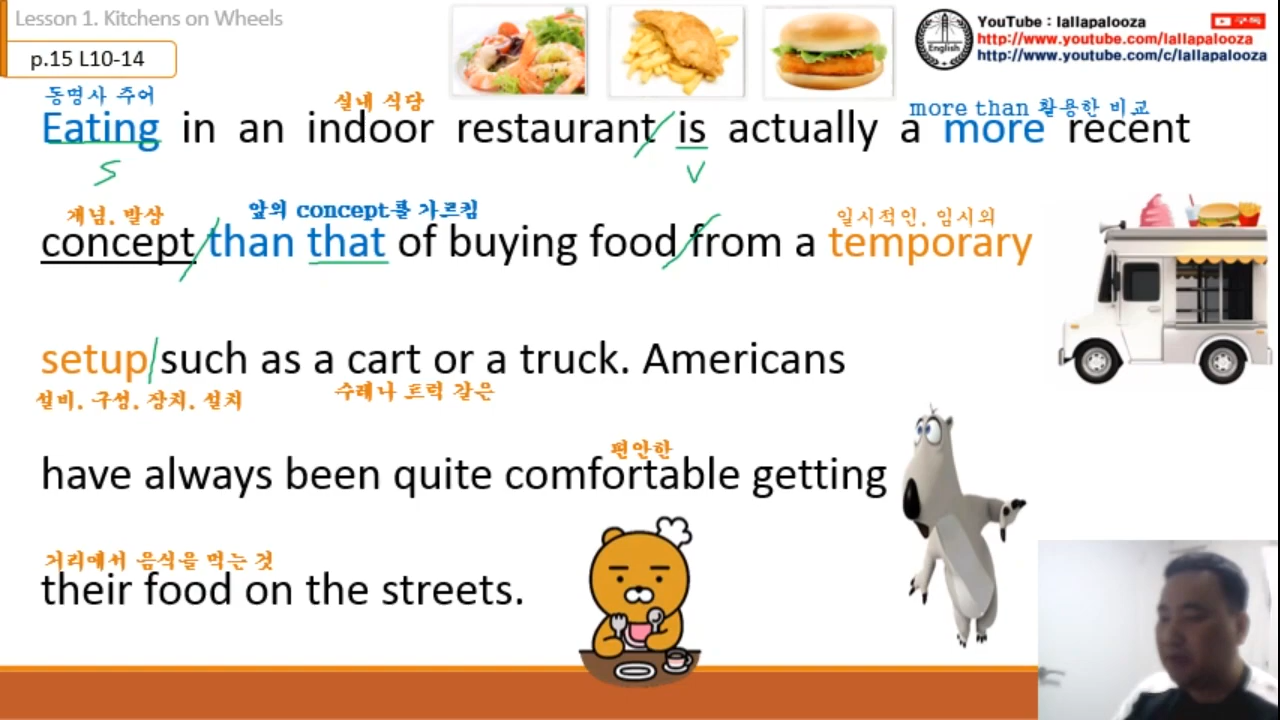 Lesson 1. Kitchens on Wheels
p.15 L10-14
English
YouTube : lallapalooza
구독
http://www.youtube.com/lallapalooza
http://www.youtube.com/c/lallapalooza
동명사 주어
실내 식당
more than 활용한 비교
Eating in an indoor restaurant is actually a more recent
S
V
개념, 발상
앞의 concept를 가르킴
일시적인, 임시의
concept than that of buying food from a temporary
setup such as a cart or a truck. Americans
설비, 구성, 장치, 설치
수레나 트럭 같은
편안한
have always been quite comfortable getting
거리에서 음식을 먹는 것
their food on the streets.